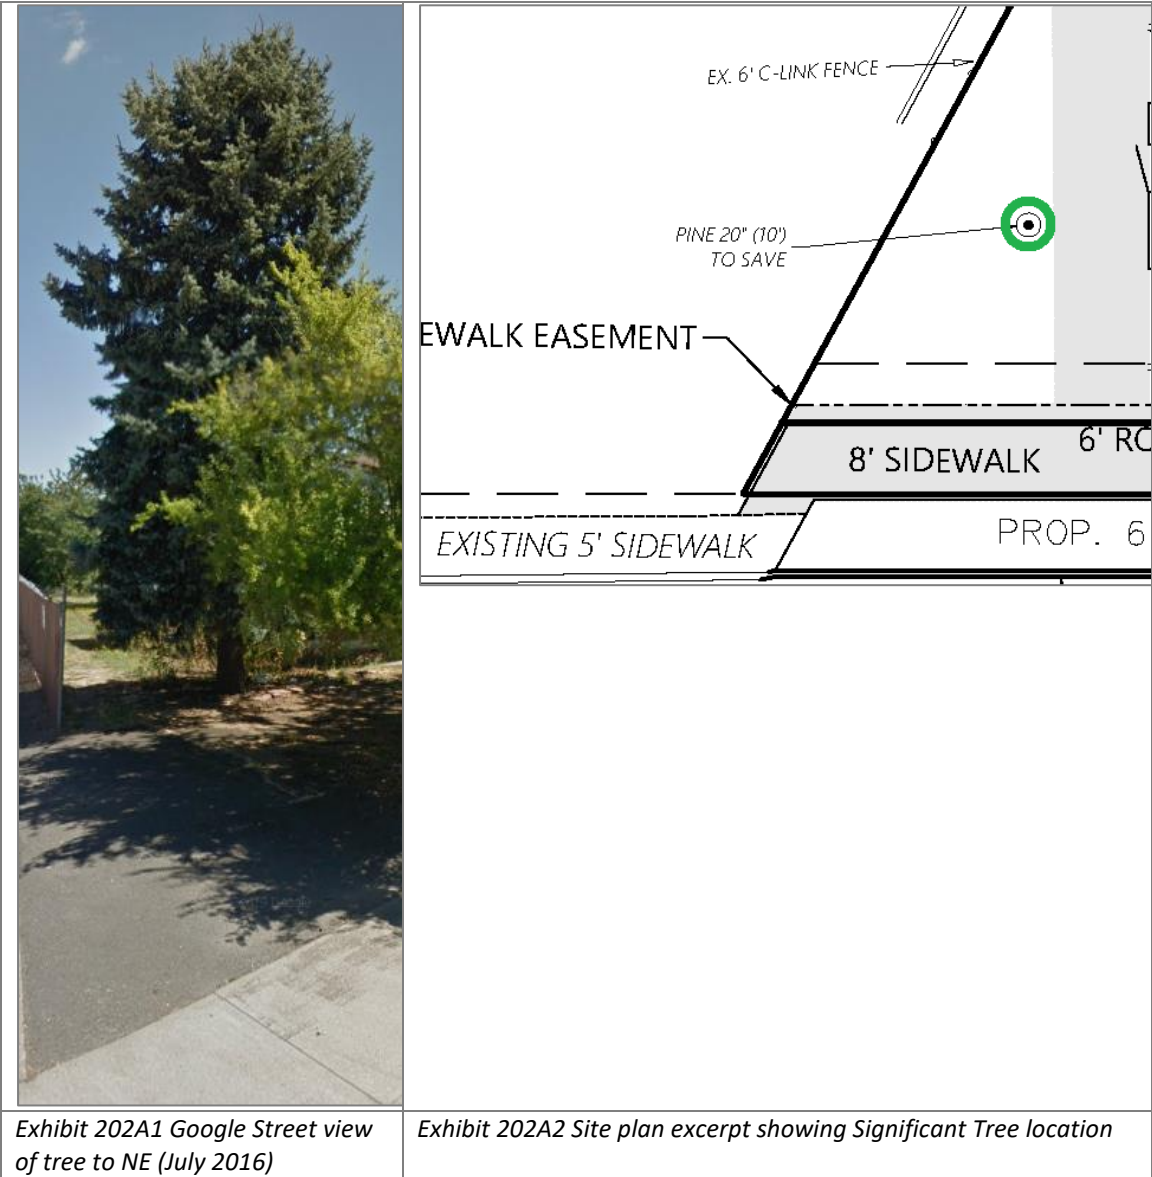 EX. 6' C-LINK FENCE
PINE 20" (10')
TO SAVE
EWALK EASEMENT
8' SIDEWALK
6' RC
EXISTING 5' SIDEWALK
PROP. 6
Exhibit 202A1 Google Street view
of tree to NE (July 2016)
Exhibit 202A2 Site plan excerpt showing Significant Tree location